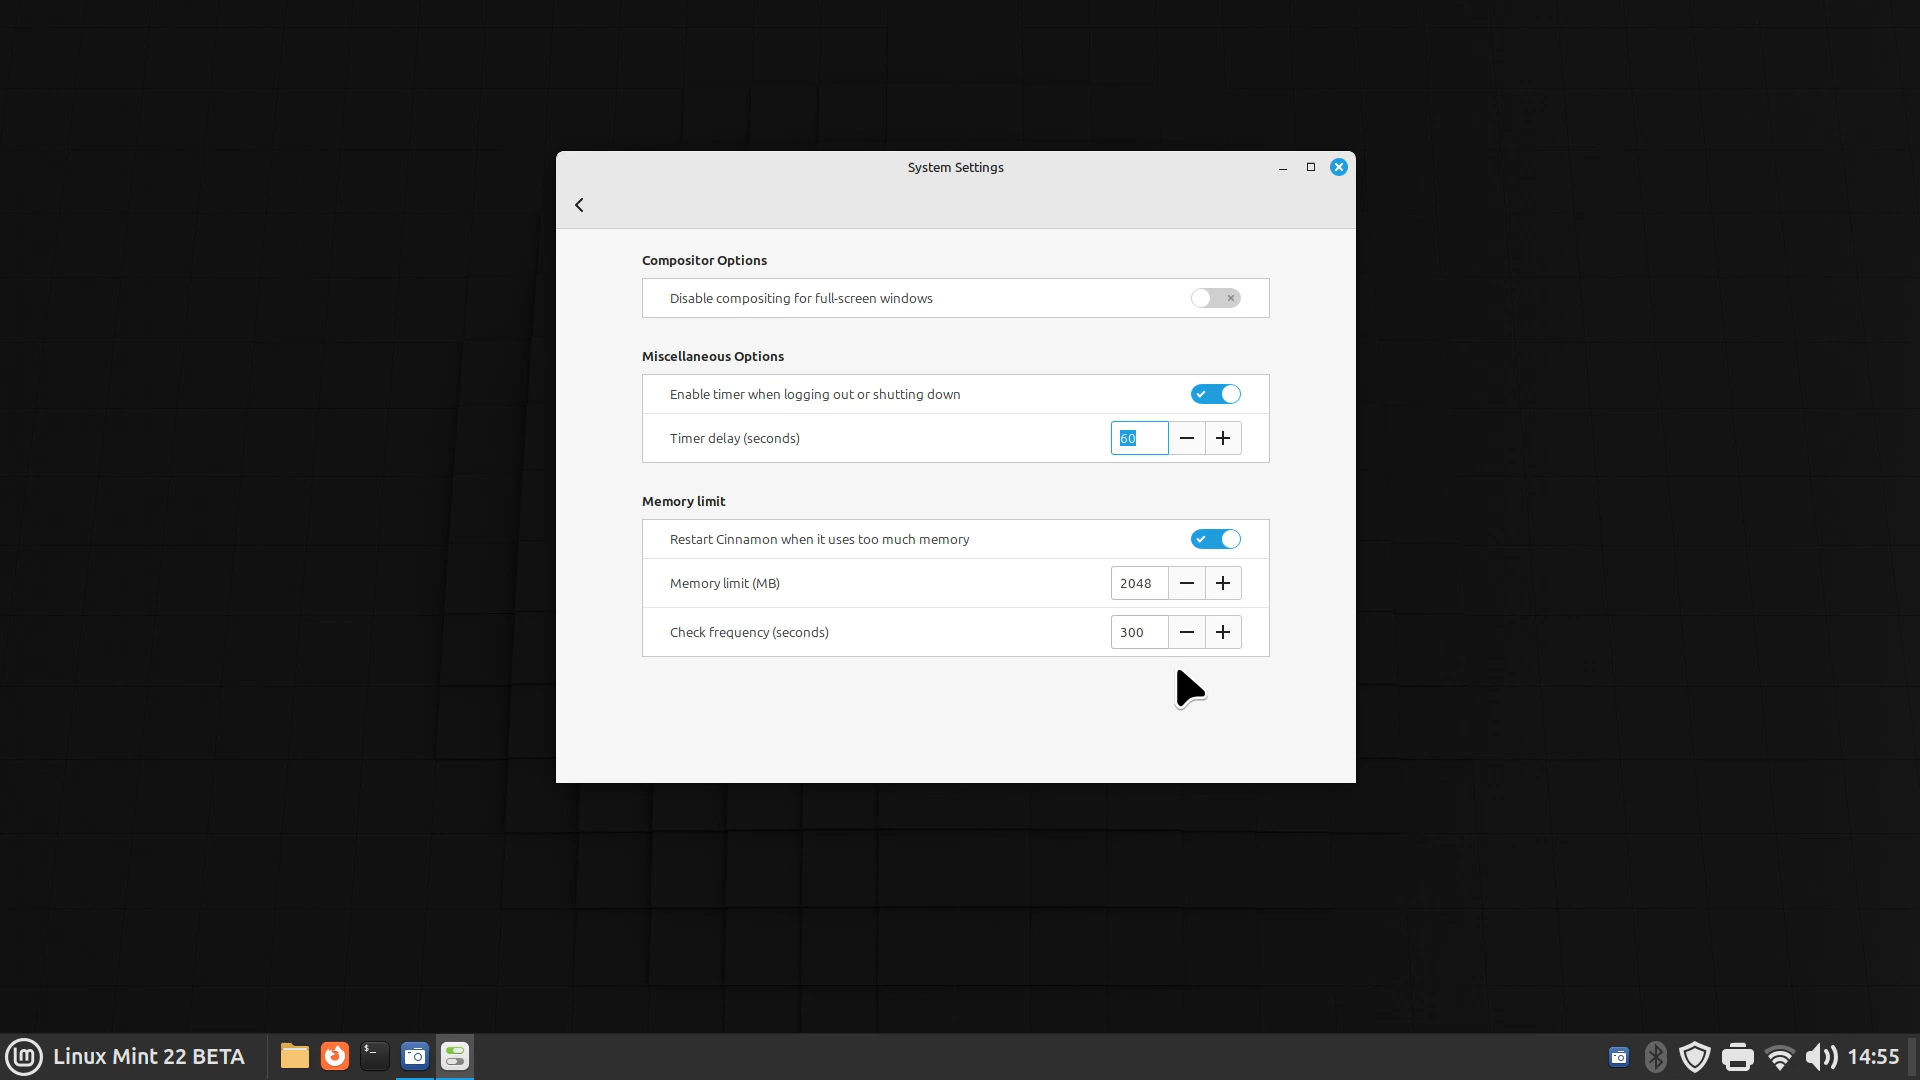 System Settings
Compositor Options
Disable compositing for full-screen windows
Miscellaneous Options
Enable timer when logging out or shutting down
Timer delay (seconds)
60
Memory limit
Restart Cinnamon when it uses too much memory
Memory limit (MB)
2048
Check frequency (seconds)
300
lm Linux Mint 22 BETA
$_
14:55